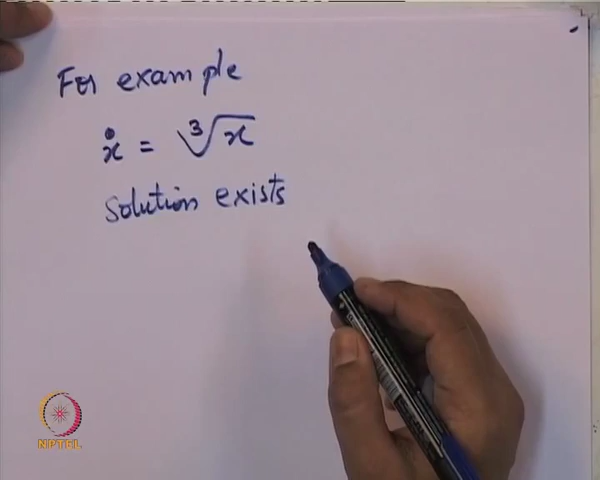 For example
ẋ = ∛x
Solution exists
NPTEL